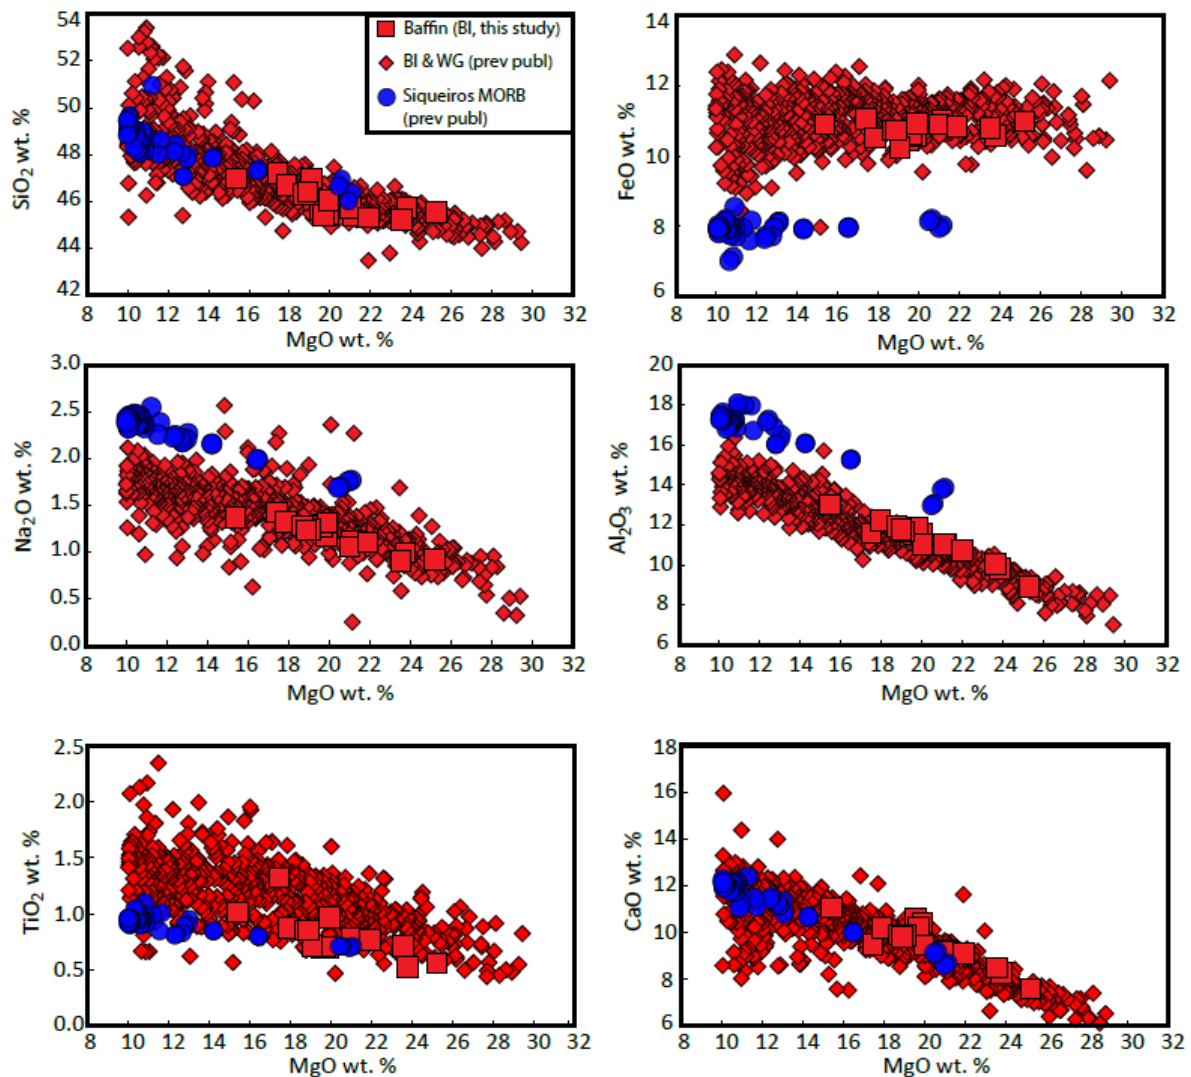 54
52
50
48
46
44
42
SiO2 wt. %
Baffin (BI, this study)
BI & WG (prev publ)
Siqueiros MORB
(prev publ)
8 10 12 14 16 18 20 22 24 26 28 30 32
MgO wt. %
14
12
10
8
6
FeO wt. %
8 10 12 14 16 18 20 22 24 26 28 30 32
MgO wt. %
3.0
2.5
2.0
1.5
1.0
0.5
0.0
Na2O wt. %
8 10 12 14 16 18 20 22 24 26 28 30 32
MgO wt. %
20
18
16
14
12
10
8
6
Al2O3 wt. %
8 10 12 14 16 18 20 22 24 26 28 30 32
MgO wt. %
2.5
2.0
1.5
1.0
0.5
0.0
TiO2 wt. %
8 10 12 14 16 18 20 22 24 26 28 30 32
MgO wt. %
18
16
14
12
10
8
6
CaO wt. %
8 10 12 14 16 18 20 22 24 26 28 30 32
MgO wt. %